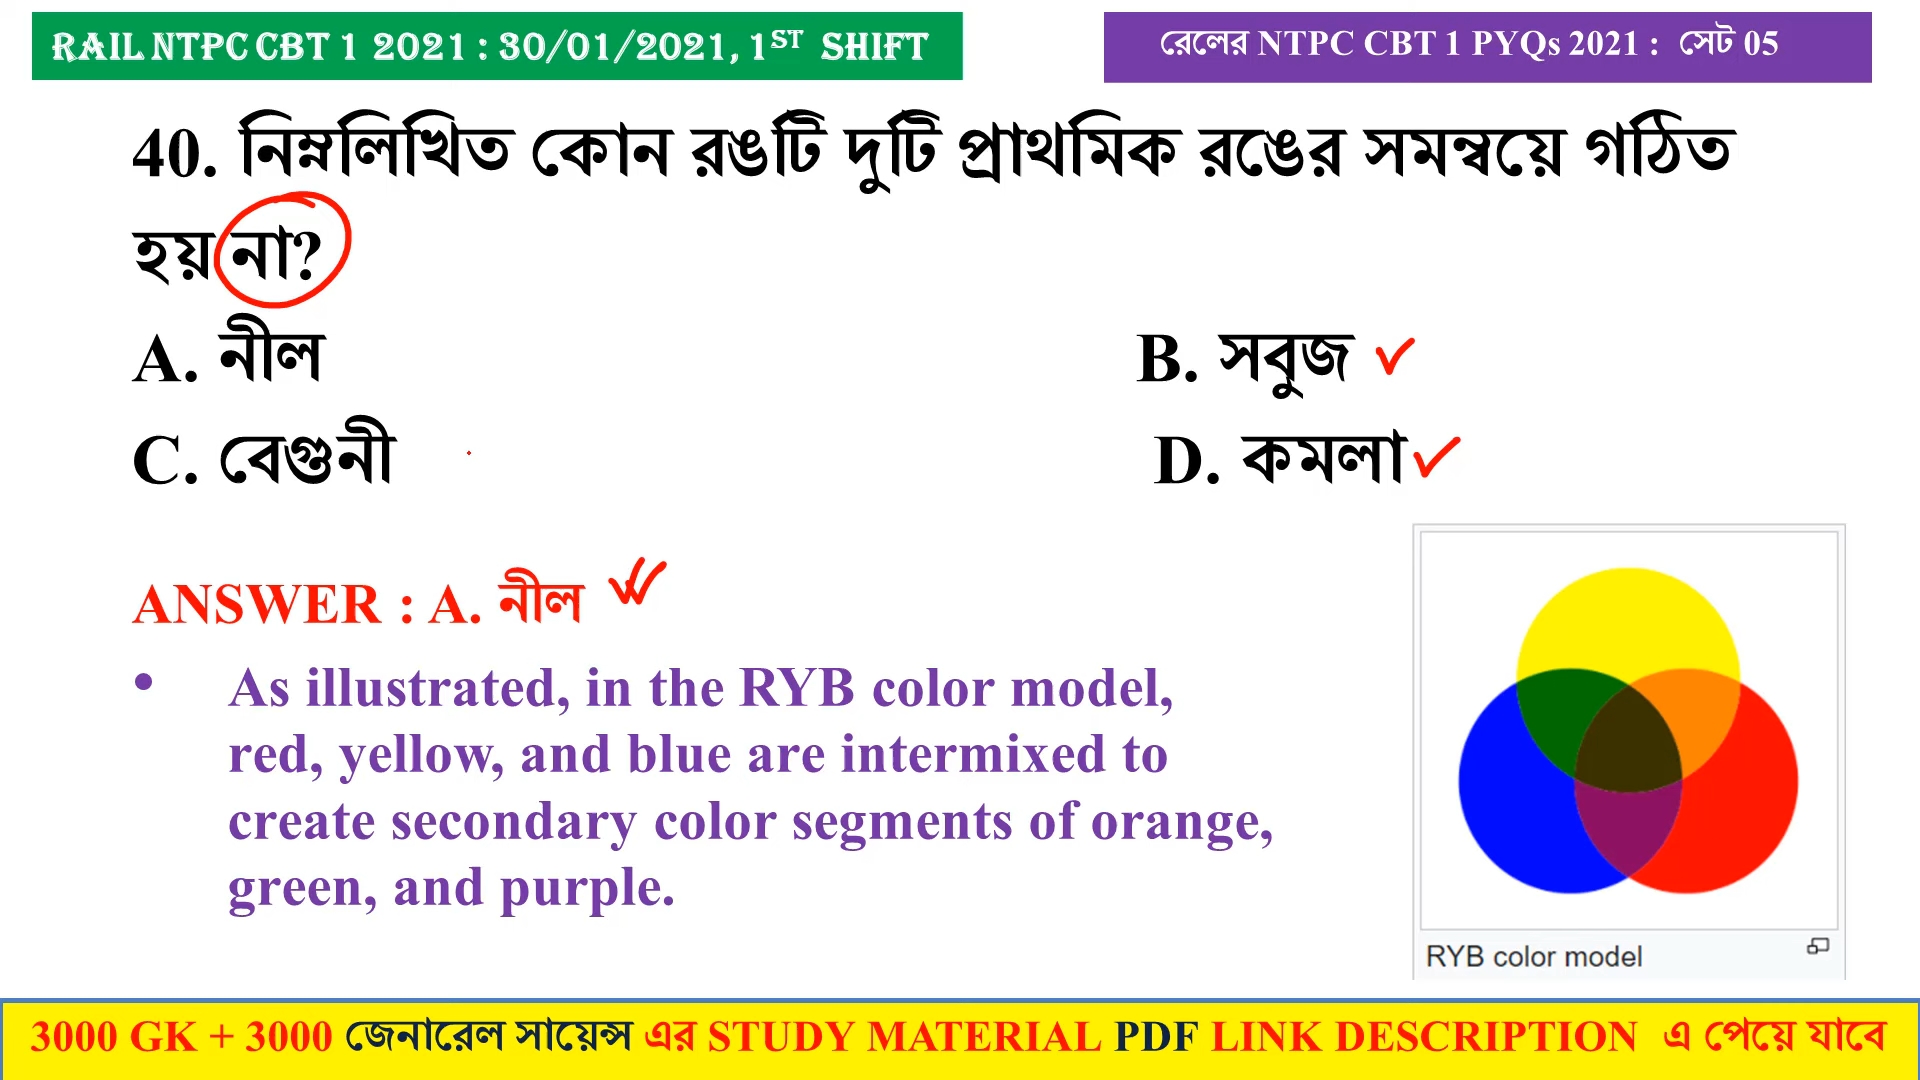 RAIL NTPC CBT 1 2021 : 30/01/2021, 1ST SHIFT
রেলের NTPC CBT 1 PYQs 2021 : সেট 05
40. নিম্নলিখিত কোন রঙটি দুটি প্রাথমিক রঙের সমন্বয়ে গঠিত
হয় না?
A. নীল
B. সবুজ
C. বেগুনী
D. কমলা
ANSWER : A. নীল
• As illustrated, in the RYB color model,
red, yellow, and blue are intermixed to
create secondary color segments of orange,
green, and purple.
RYB color model
3000 GK + 3000 জেনারেল সায়েন্স এর STUDY MATERIAL PDF LINK DESCRIPTION এ পেয়ে যাবে